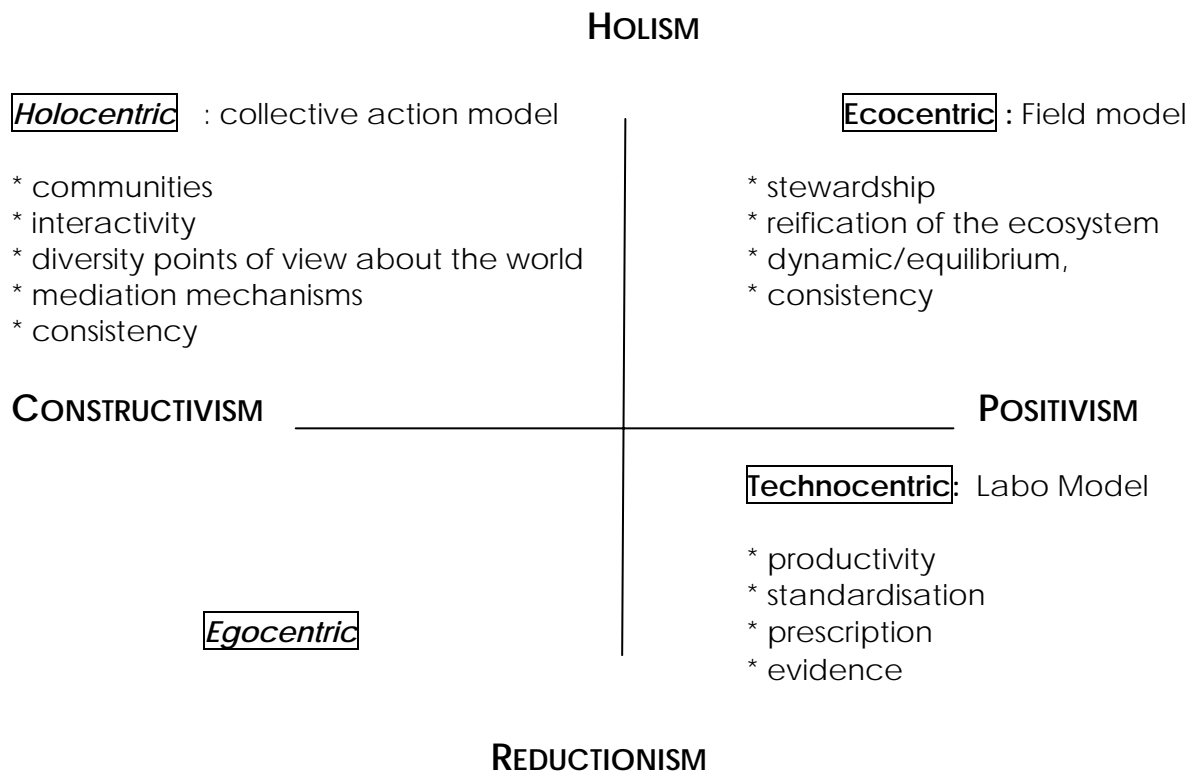 HOLISM
Holocentric : collective action model
* communities
* interactivity
* diversity points of view about the world
* mediation mechanisms
* consistency
Ecocentric : Field model
* stewardship
* reification of the ecosystem
* dynamic/equilibrium,
* consistency
CONSTRUCTIVISM
POSITIVISM
Technocentric: Labo Model
* productivity
* standardisation
* prescription
* evidence
Egocentric
REDUCTIONISM